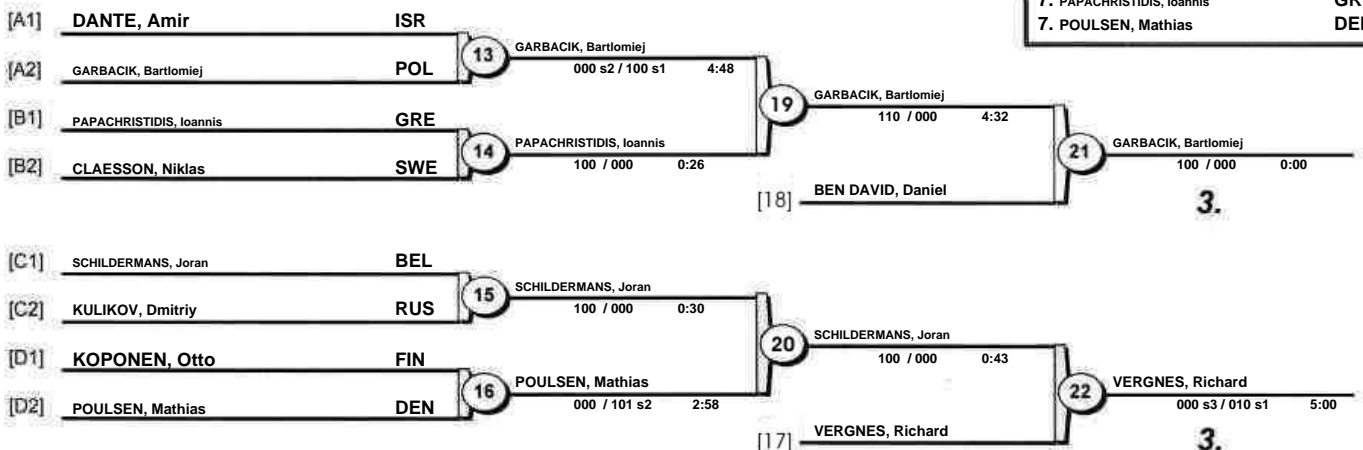 7. PAPACHRISTIDIS, Ioannis
7. POULSEN, Mathias
[A1] DANTE, Amir ISR
[A2] GARBACIK, Bartlomiej POL
13 GARBACIK, Bartlomiej
000 s2 / 100 s1 4:48
[B1] PAPACHRISTIDIS, Ioannis GRE
[B2] CLAESSON, Niklas SWE
14 PAPACHRISTIDIS, Ioannis
100 / 000 0:26
19 GARBACIK, Bartlomiej
110 / 000 4:32
[18] BEN DAVID, Daniel
21 GARBACIK, Bartlomiej
100 / 000 0:00
3.
[C1] SCHILDERMANS, Joran BEL
[C2] KULIKOV, Dmitriy RUS
15 SCHILDERMANS, Joran
100 / 000 0:30
[D1] KOPONEN, Otto FIN
[D2] POULSEN, Mathias DEN
16 POULSEN, Mathias
000 / 101 s2 2:58
20 SCHILDERMANS, Joran
100 / 000 0:43
[17] VERGNES, Richard
22 VERGNES, Richard
000 s3 / 010 s1 5:00
3.